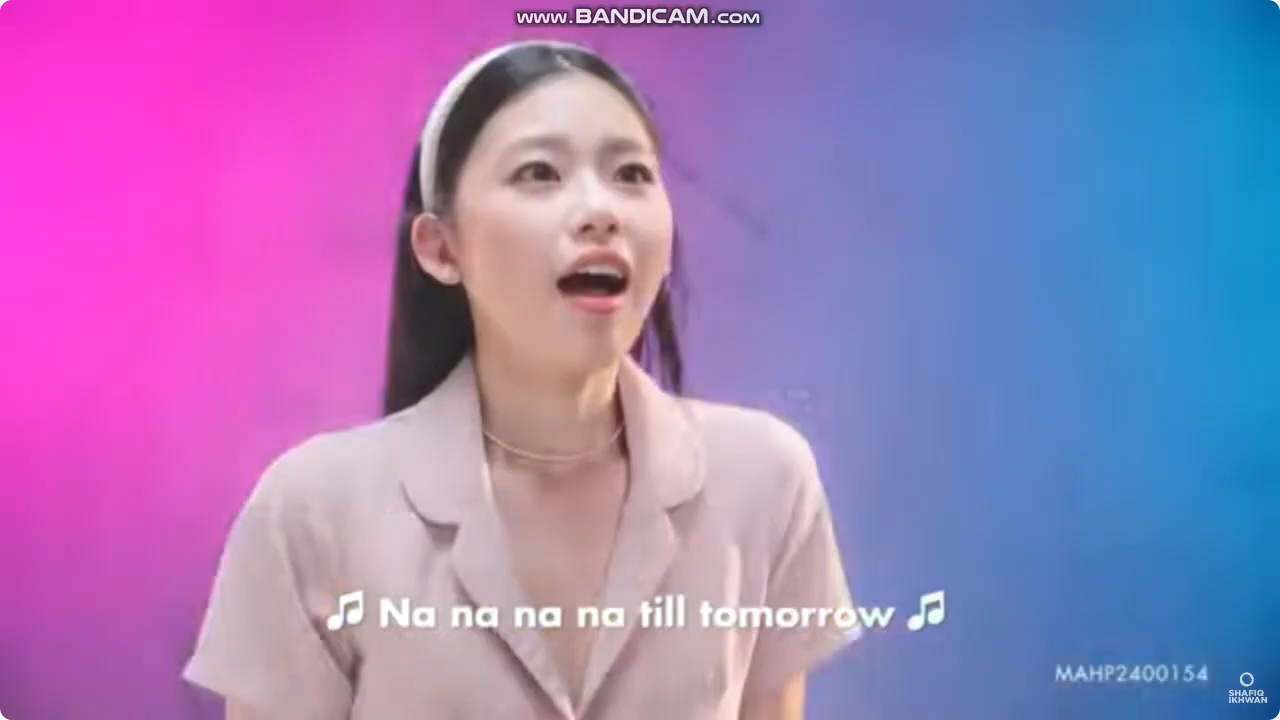 www.BANDICAM.com
♫ Na na na na till tomorrow ♫
MAHP2400154
SHAFIQ
IKHWAN